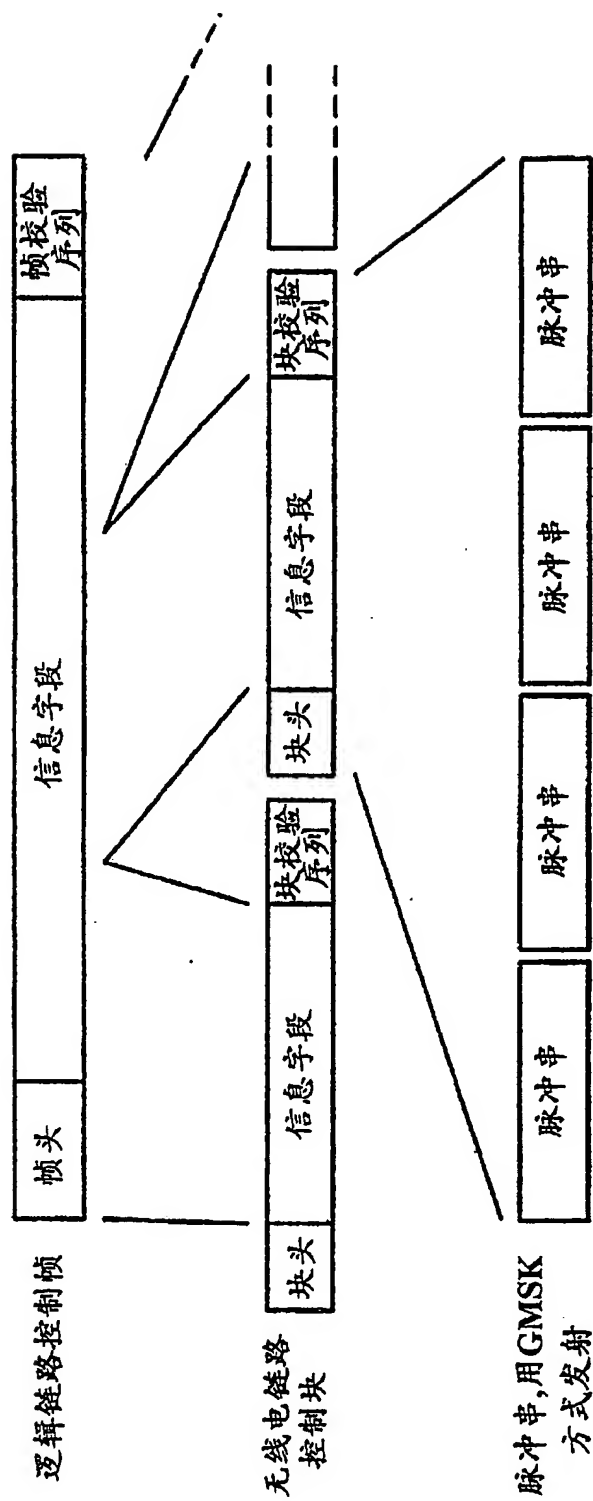 逻辑链路控制帧
帧头
信息字段
帧校验
序列
无线电链路
控制块
块头
信息字段
块校验
序列
块头
信息字段
块校验
序列
脉冲串,用GMSK
方式发射
脉冲串
脉冲串
脉冲串
脉冲串